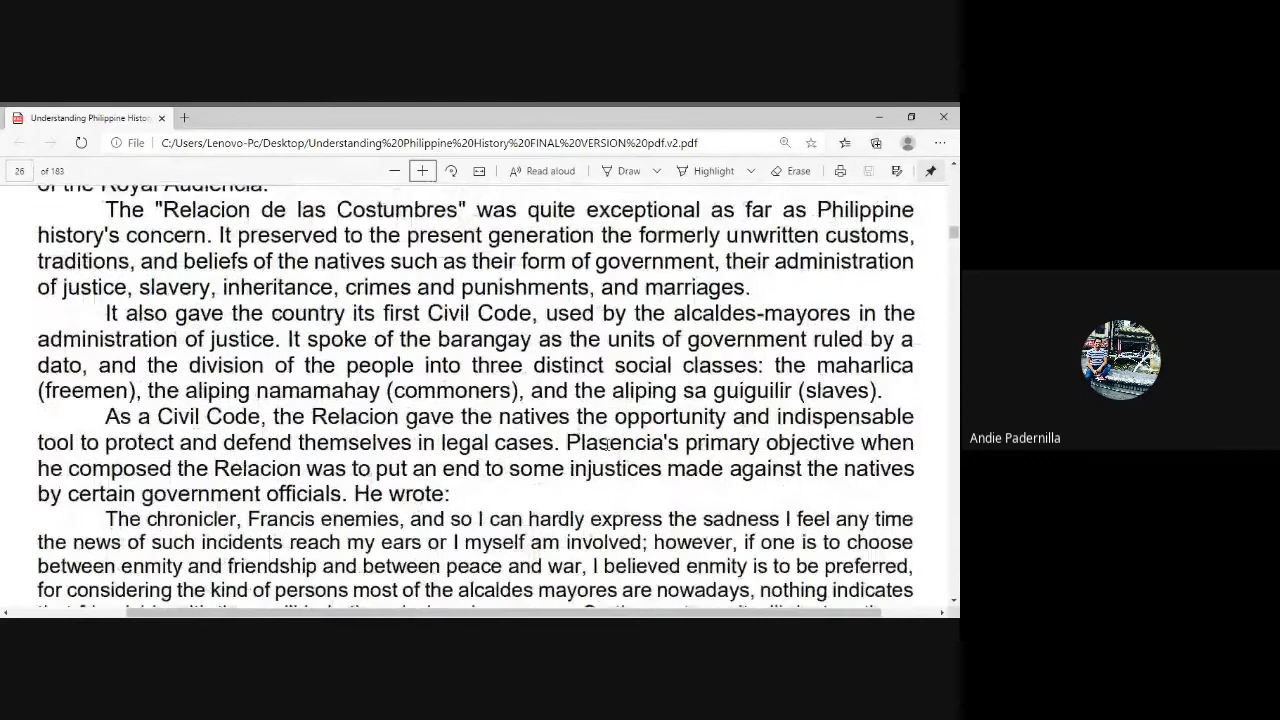 Understanding Philippine Histor
File
C:/Users/Lenovo-Pc/Desktop/Understanding%20Philippine%20History%20FINAL%20VERSION%20pdf.v2.pdf
26 of 183
Read aloud
Draw
Highlight
Erase
of the Royal Audiencia.
The "Relacion de las Costumbres" was quite exceptional as far as Philippine
history's concern. It preserved to the present generation the formerly unwritten customs,
traditions, and beliefs of the natives such as their form of government, their administration
of justice, slavery, inheritance, crimes and punishments, and marriages.
It also gave the country its first Civil Code, used by the alcaldes-mayores in the
administration of justice. It spoke of the barangay as the units of government ruled by a
dato, and the division of the people into three distinct social classes: the maharlica
(freemen), the aliping namamahay (commoners), and the aliping sa guiguilir (slaves).
As a Civil Code, the Relacion gave the natives the opportunity and indispensable
tool to protect and defend themselves in legal cases. Plasencia's primary objective when
he composed the Relacion was to put an end to some injustices made against the natives
by certain government officials. He wrote:
The chronicler, Francis enemies, and so I can hardly express the sadness I feel any time
the news of such incidents reach my ears or I myself am involved; however, if one is to choose
between enmity and friendship and between peace and war, I believed enmity is to be preferred,
for considering the kind of persons most of the alcaldes mayores are nowadays, nothing indicates
Andie Padernilla